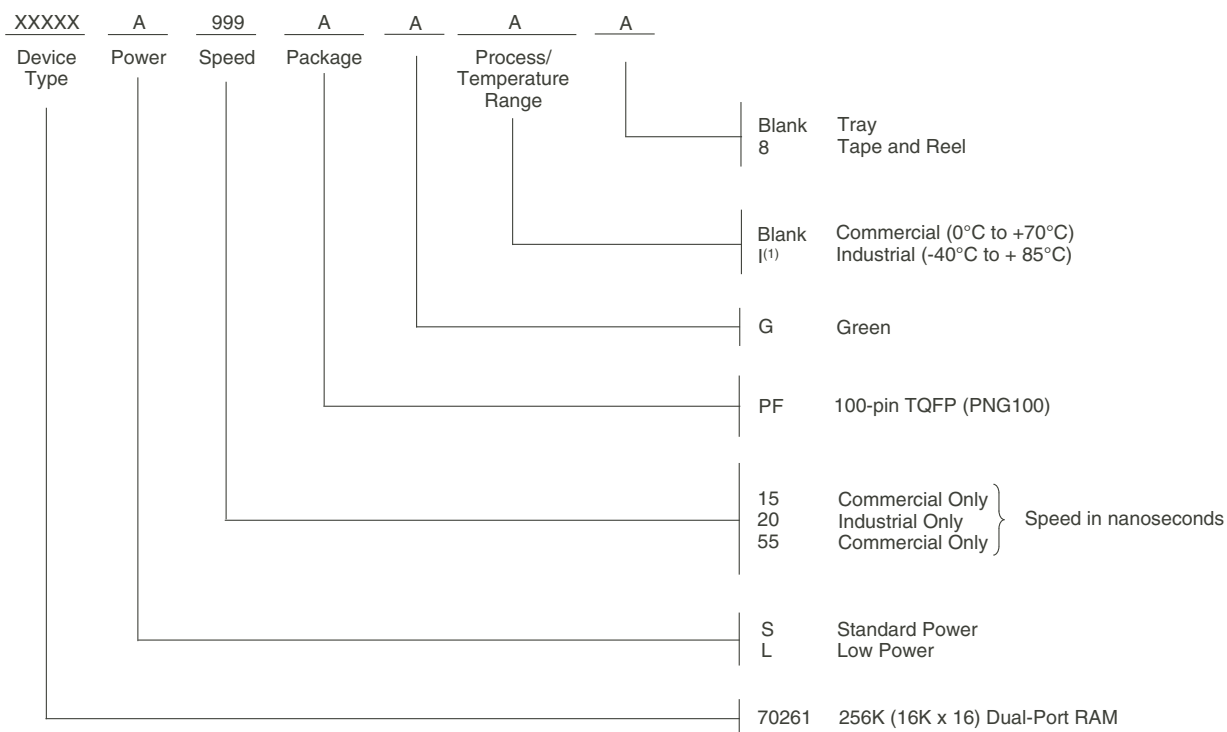 XXXXX A 999 A A A A
Device Type Power Speed Package Process/ Temperature Range
Blank Tray
8 Tape and Reel
Blank Commercial (0°C to +70°C)
I(1) Industrial (-40°C to + 85°C)
G Green
PF 100-pin TQFP (PNG100)
15 Commercial Only
20 Industrial Only Speed in nanoseconds
55 Commercial Only
S Standard Power
L Low Power
70261 256K (16K x 16) Dual-Port RAM